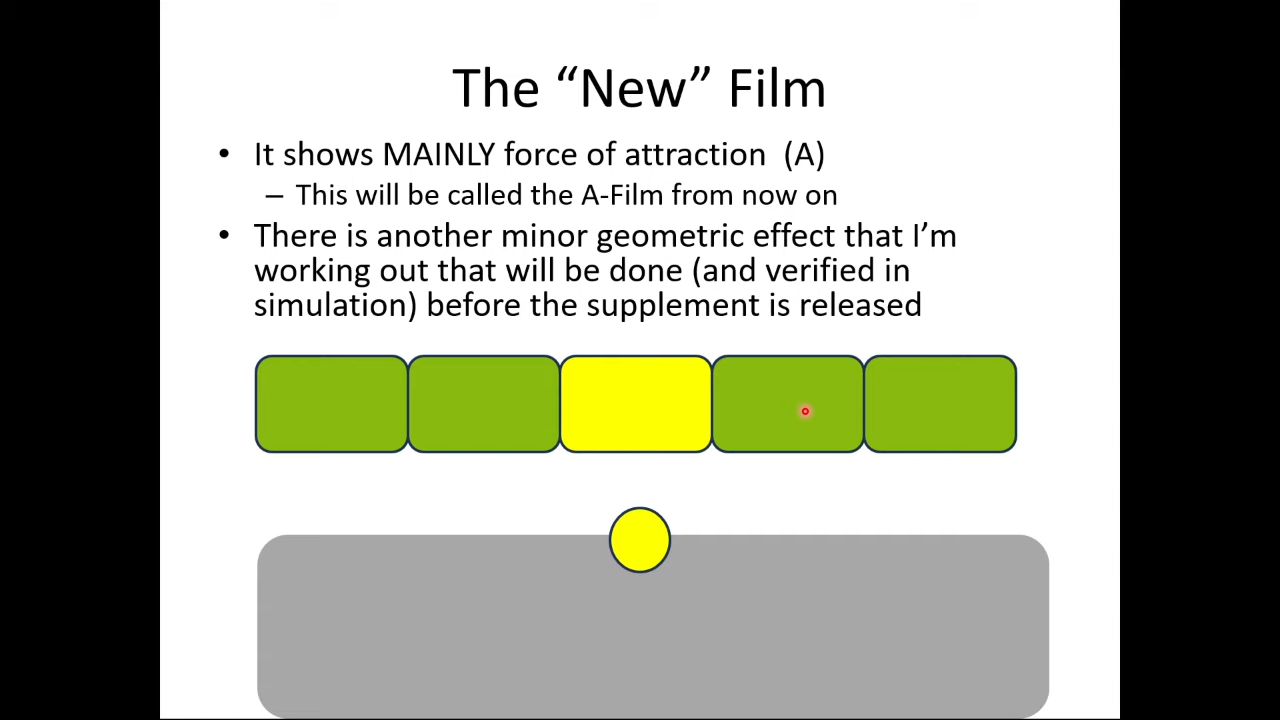 The “New” Film
• It shows MAINLY force of attraction (A)
– This will be called the A-Film from now on
• There is another minor geometric effect that I’m
working out that will be done (and verified in
simulation) before the supplement is released